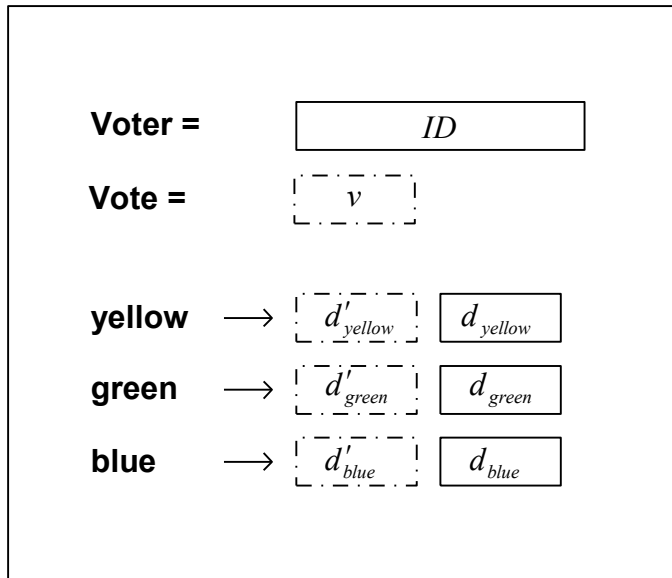 Voter = ID
Vote = v
yellow → d′yellow dyellow
green → d′green dgreen
blue → d′blue dblue